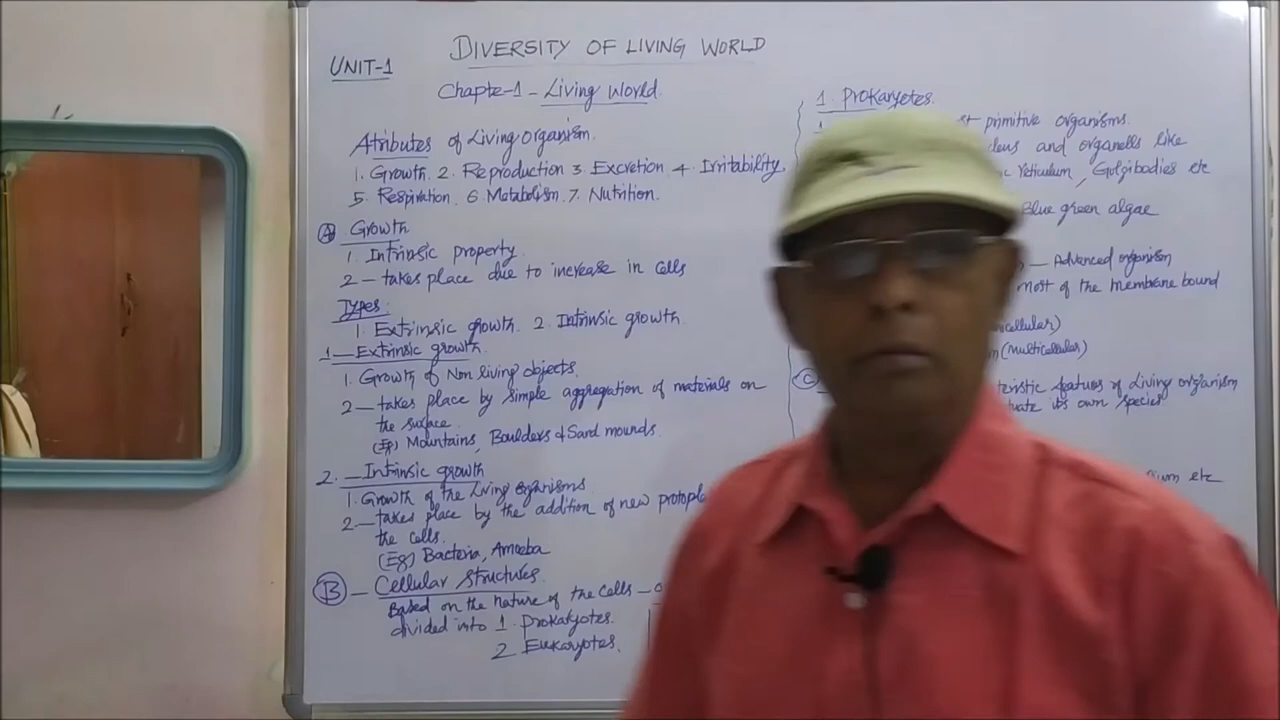 DIVERSITY OF LIVING WORLD
UNIT-1
Chapte-1 - Living World
Atributes of Living Organism.
1. Growth 2. Reproduction 3. Excretion 4. Irritability,
5. Respiration. 6 Metabolism. 7. Nutrition.
A Growth
1. Intrinsic property.
2 - takes place due to increase in cells
Types:
1. Extrinsic growth. 2. Intrinsic growth.
1 - Extrinsic growth.
1. Growth of Non living objects.
2 - takes place by simple aggregation of materials on
the surface.
(Eg) Mountains, Boulders & Sand mounds.
2. - Intrinsic growth
1. Growth of the Living Organisms
2 - takes place by the addition of new
the cells.
(Eg) Bacteria, Amoeba
B - Cellular Structures.
Based on the nature of the cells -
divided into 1. Prokaryotes.
2 Eukaryotes.
1. Prokaryotes.
primitive organisms.
and organells like
Reticulum, Golgibodies etc
Blue green algae
- Advanced organism
most of the membrane bound
(multicellular)
C
features of Living organism
its own species.
etc